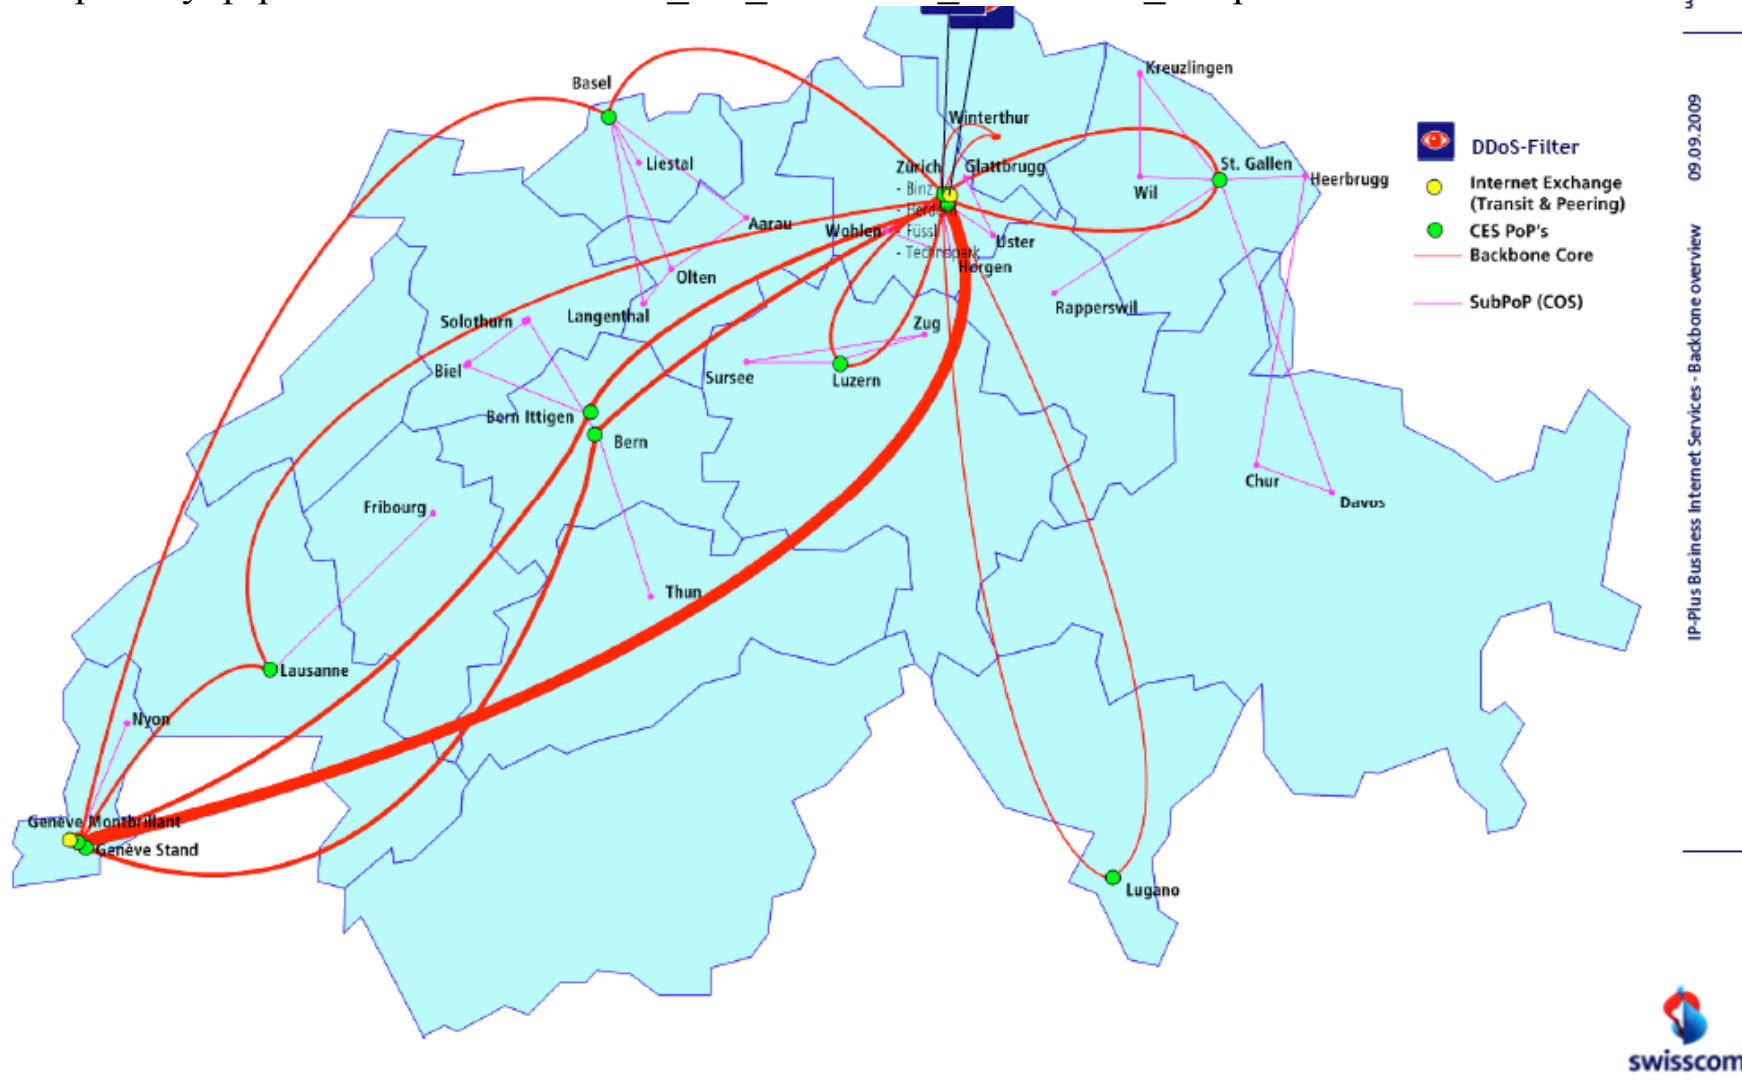 Kreuzlingen
Basel
Winterthur
DDoS-Filter
Liestal
Zürich
Glattbrugg
St. Gallen
Heerbrugg
Internet Exchange
(Transit & Peering)
- Binz
Wil
- Herdern
Aarau
Wohlen
- Füssli
CES PoP's
Uster
- Technopark
Backbone Core
Horgen
Olten
SubPoP (COS)
Rapperswil
Langenthal
Solothurn
Zug
Biel
Sursee
Luzern
Bern Ittigen
Bern
Chur
Davos
Fribourg
Thun
Lausanne
Nyon
Genève Montbrillant
Genève Stand
Lugano
3
09.09.2009
IP-Plus Business Internet Services - Backbone overview
swisscom